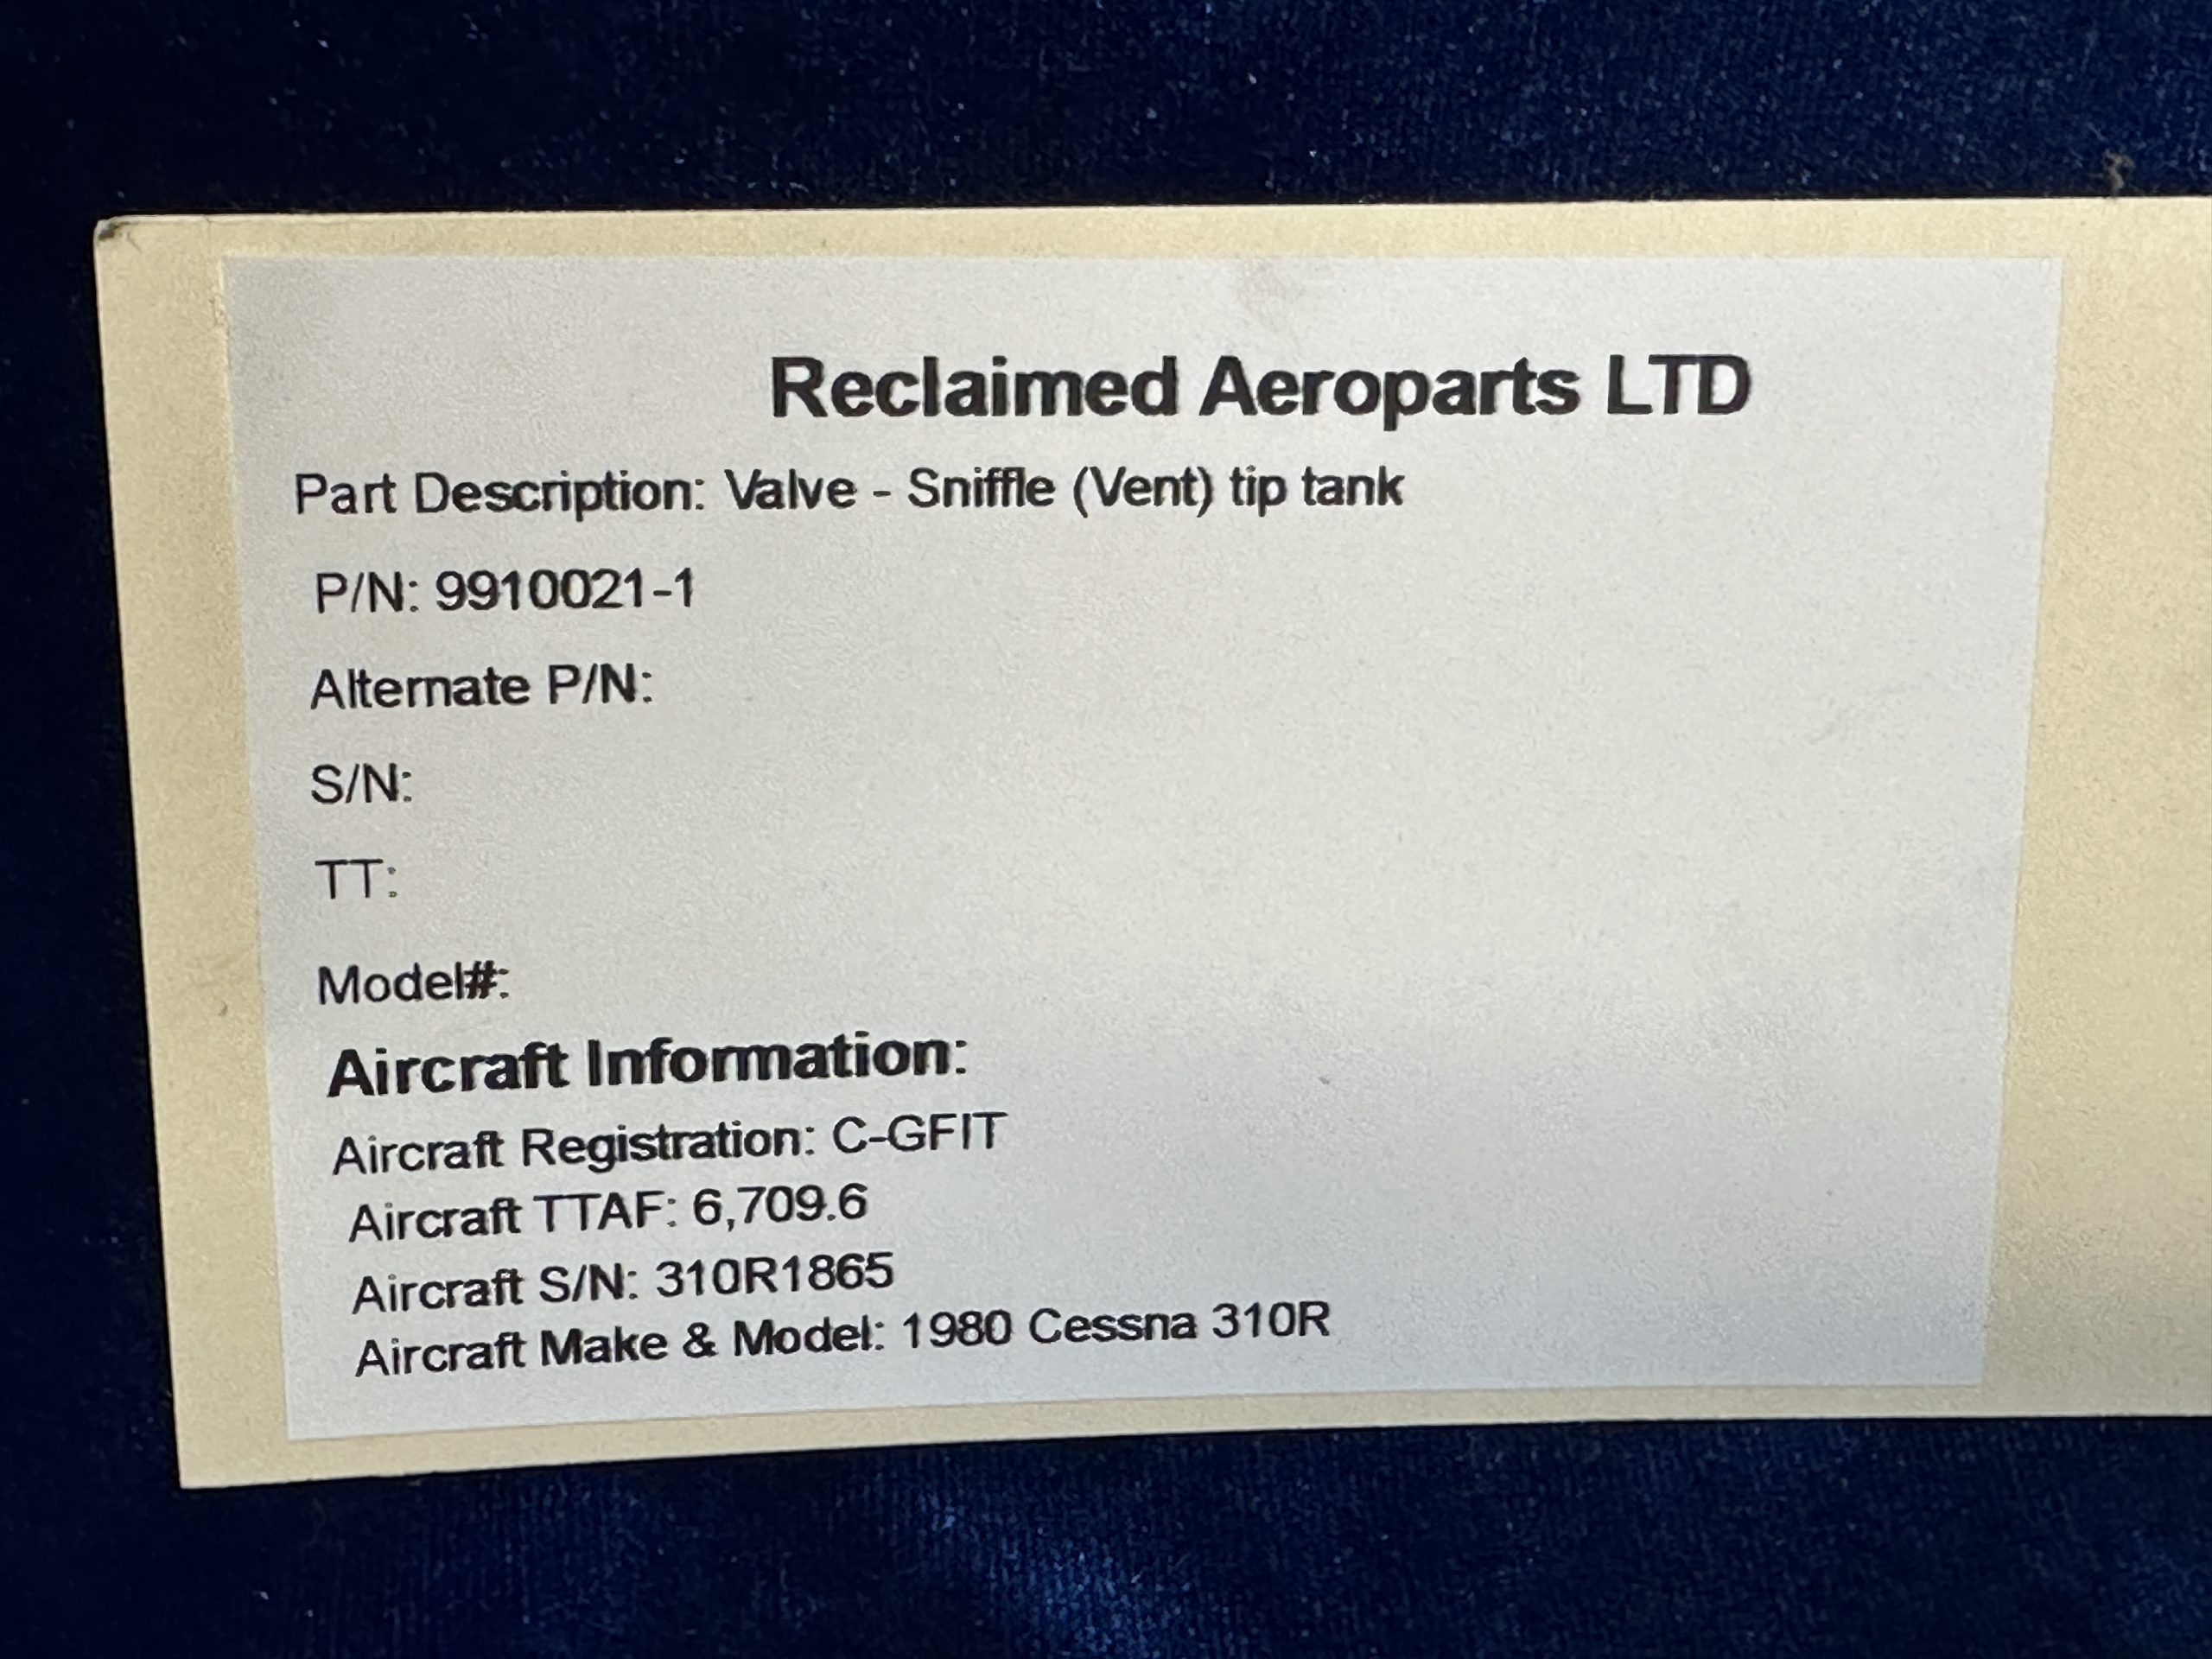 Reclaimed Aeroparts LTD
Part Description: Valve - Sniffle (Vent) tip tank
P/N: 9910021-1
Alternate P/N:
S/N:
TT:
Model#:
Aircraft Information:
Aircraft Registration: C-GFIT
Aircraft TTAF: 6,709.6
Aircraft S/N: 310R1865
Aircraft Make & Model: 1980 Cessna 310R